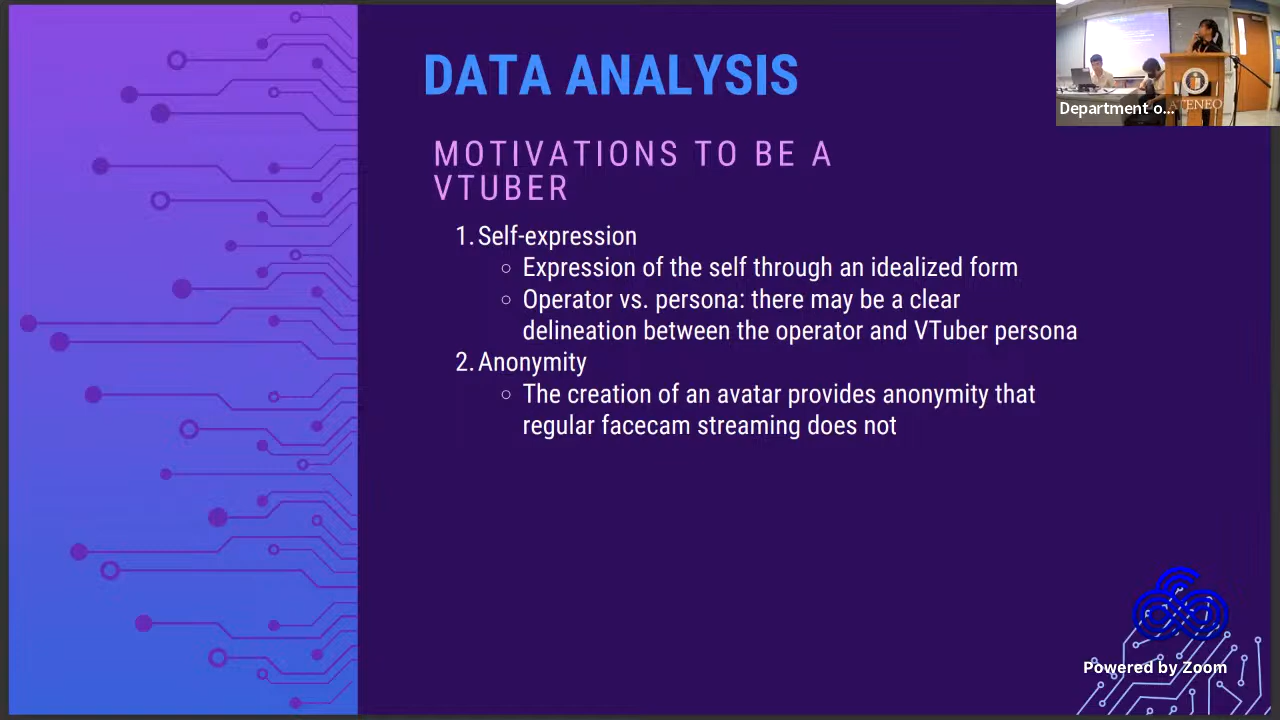 DATA ANALYSIS
MOTIVATIONS TO BE A
VTUBER
1. Self-expression
Expression of the self through an idealized form
Operator vs. persona: there may be a clear
delineation between the operator and VTuber persona
2. Anonymity
The creation of an avatar provides anonymity that
regular facecam streaming does not
Department o...
ATENEO
Powered by Zoom